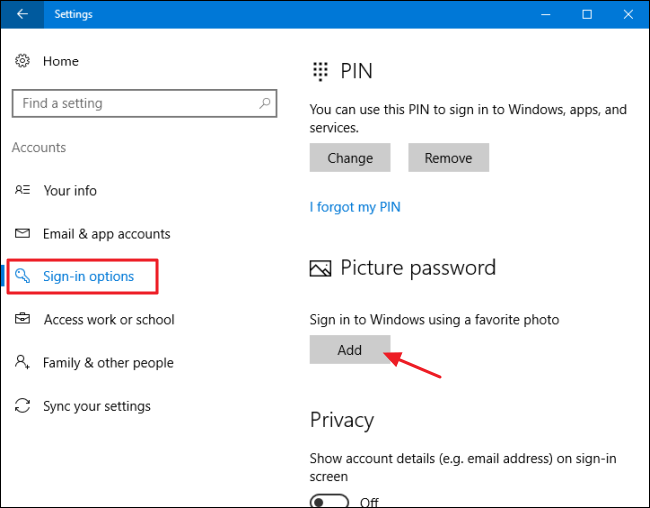 Settings
Home
Find a setting
Accounts
Your info
Email & app accounts
Sign-in options
Access work or school
Family & other people
Sync your settings
PIN
You can use this PIN to sign in to Windows, apps, and
services.
Change Remove
I forgot my PIN
Picture password
Sign in to Windows using a favorite photo
Add
Privacy
Show account details (e.g. email address) on sign-in
screen
Off